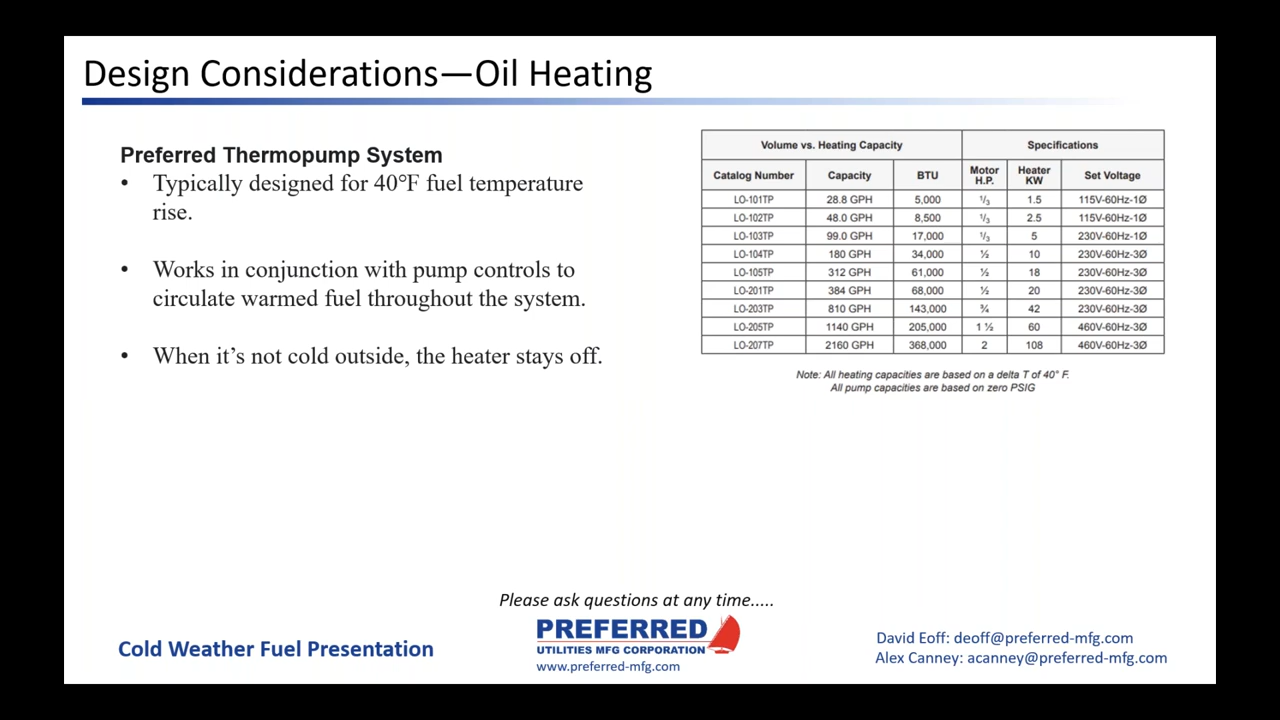 Design Considerations—Oil Heating
Preferred Thermopump System
• Typically designed for 40°F fuel temperature
rise.
• Works in conjunction with pump controls to
circulate warmed fuel throughout the system.
• When it’s not cold outside, the heater stays off.
Volume vs. Heating Capacity Specifications
Catalog Number Capacity BTU Motor H.P. Heater KW Set Voltage
LO-101TP 28.8 GPH 5,000 1/3 1.5 115V-60Hz-1Ø
LO-102TP 48.0 GPH 8,500 1/3 2.5 115V-60Hz-1Ø
LO-103TP 99.0 GPH 17,000 1/3 5 230V-60Hz-1Ø
LO-104TP 180 GPH 34,000 ½ 10 230V-60Hz-3Ø
LO-105TP 312 GPH 61,000 ½ 18 230V-60Hz-3Ø
LO-201TP 384 GPH 68,000 ½ 20 230V-60Hz-3Ø
LO-203TP 810 GPH 143,000 ¾ 42 230V-60Hz-3Ø
LO-205TP 1140 GPH 205,000 1 ½ 60 460V-60Hz-3Ø
LO-207TP 2160 GPH 368,000 2 108 460V-60Hz-3Ø
Note: All heating capacities are based on a delta T of 40° F.
All pump capacities are based on zero PSIG
Please ask questions at any time.....
Cold Weather Fuel Presentation
PREFERRED
UTILITIES MFG CORPORATION
www.preferred-mfg.com
David Eoff: deoff@preferred-mfg.com
Alex Canney: acanney@preferred-mfg.com